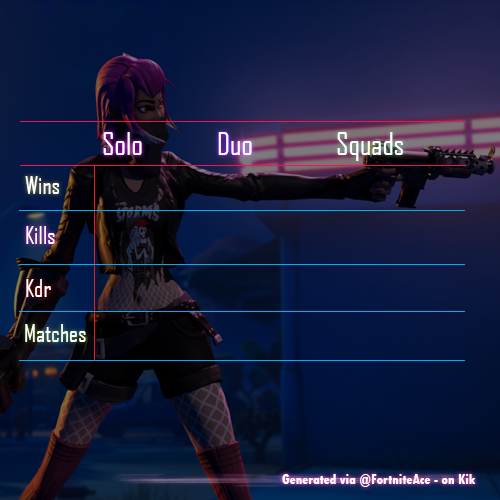 Solo Duo Squads
Wins
Kills
Kdr
Matches
Generated via @FortniteAce - on Kik